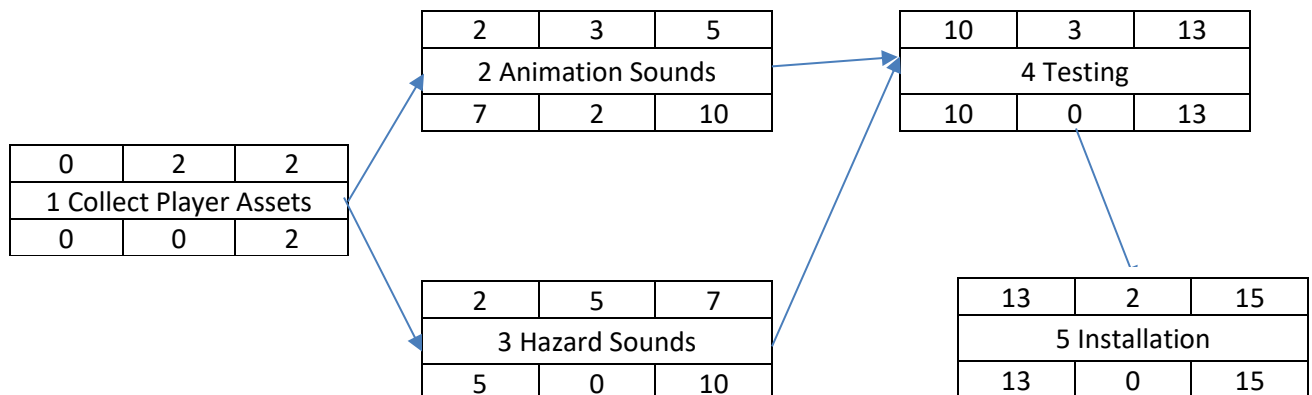 0 2 2
1 Collect Player Assets
0 0 2
2 3 5
2 Animation Sounds
7 2 10
2 5 7
3 Hazard Sounds
5 0 10
10 3 13
4 Testing
10 0 13
13 2 15
5 Installation
13 0 15